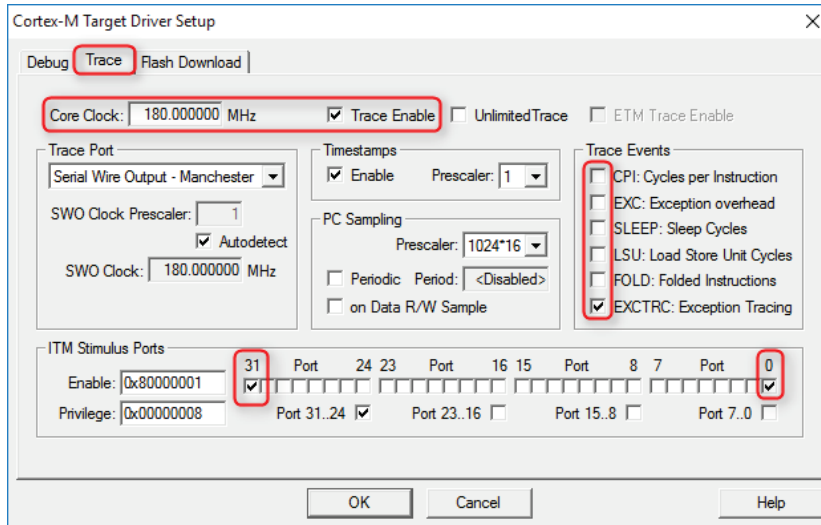 Cortex-M Target Driver Setup
Debug Trace Flash Download
Core Clock: 180.000000 MHz Trace Enable Unlimited Trace ETM Trace Enable
Trace Port Timestamps Trace Events
Serial Wire Output - Manchester Enable Prescaler: 1 CPI: Cycles per Instruction
EXC: Exception overhead
SWO Clock Prescaler: 1 PC Sampling SLEEP: Sleep Cycles
Autodetect Prescaler: 1024*16 LSU: Load Store Unit Cycles
SWO Clock: 180.000000 MHz Periodic Period: <Disabled> FOLD: Folded Instructions
on Data R/W Sample EXCTRC: Exception Tracing
ITM Stimulus Ports
31 Port 24 23 Port 16 15 Port 8 7 Port 0
Enable: 0x80000001
Privilege: 0x00000008 Port 31..24 Port 23..16 Port 15..8 Port 7..0
OK Cancel Help